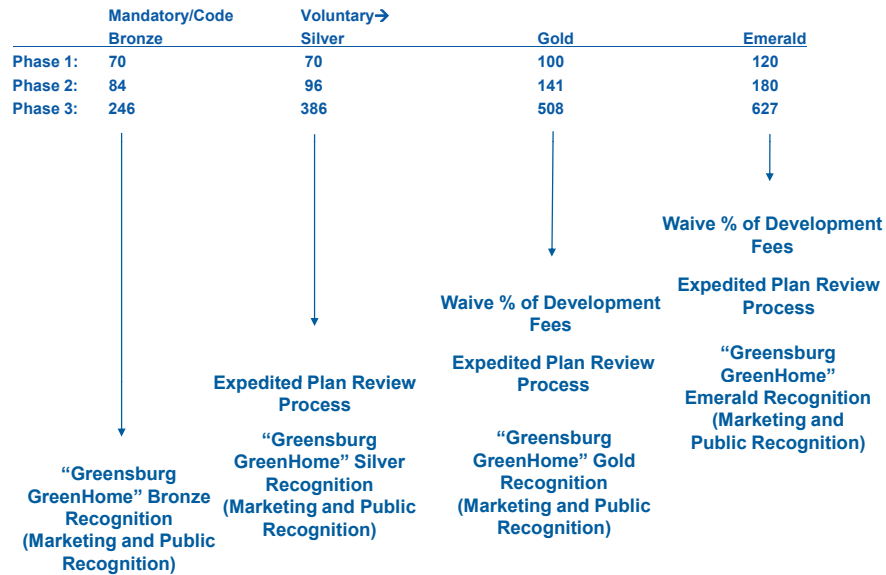 Mandatory/Code Voluntary→
Bronze Silver Gold Emerald
Phase 1: 70 70 100 120
Phase 2: 84 96 141 180
Phase 3: 246 386 508 627
“Greensburg
GreenHome” Bronze
Recognition
(Marketing and Public
Recognition)
Expedited Plan Review
Process
“Greensburg
GreenHome” Silver
Recognition
(Marketing and Public
Recognition)
Waive % of Development
Fees
Expedited Plan Review
Process
“Greensburg
GreenHome” Gold
Recognition
(Marketing and Public
Recognition)
Waive % of Development
Fees
Expedited Plan Review
Process
“Greensburg
GreenHome”
Emerald Recognition
(Marketing and
Public Recognition)